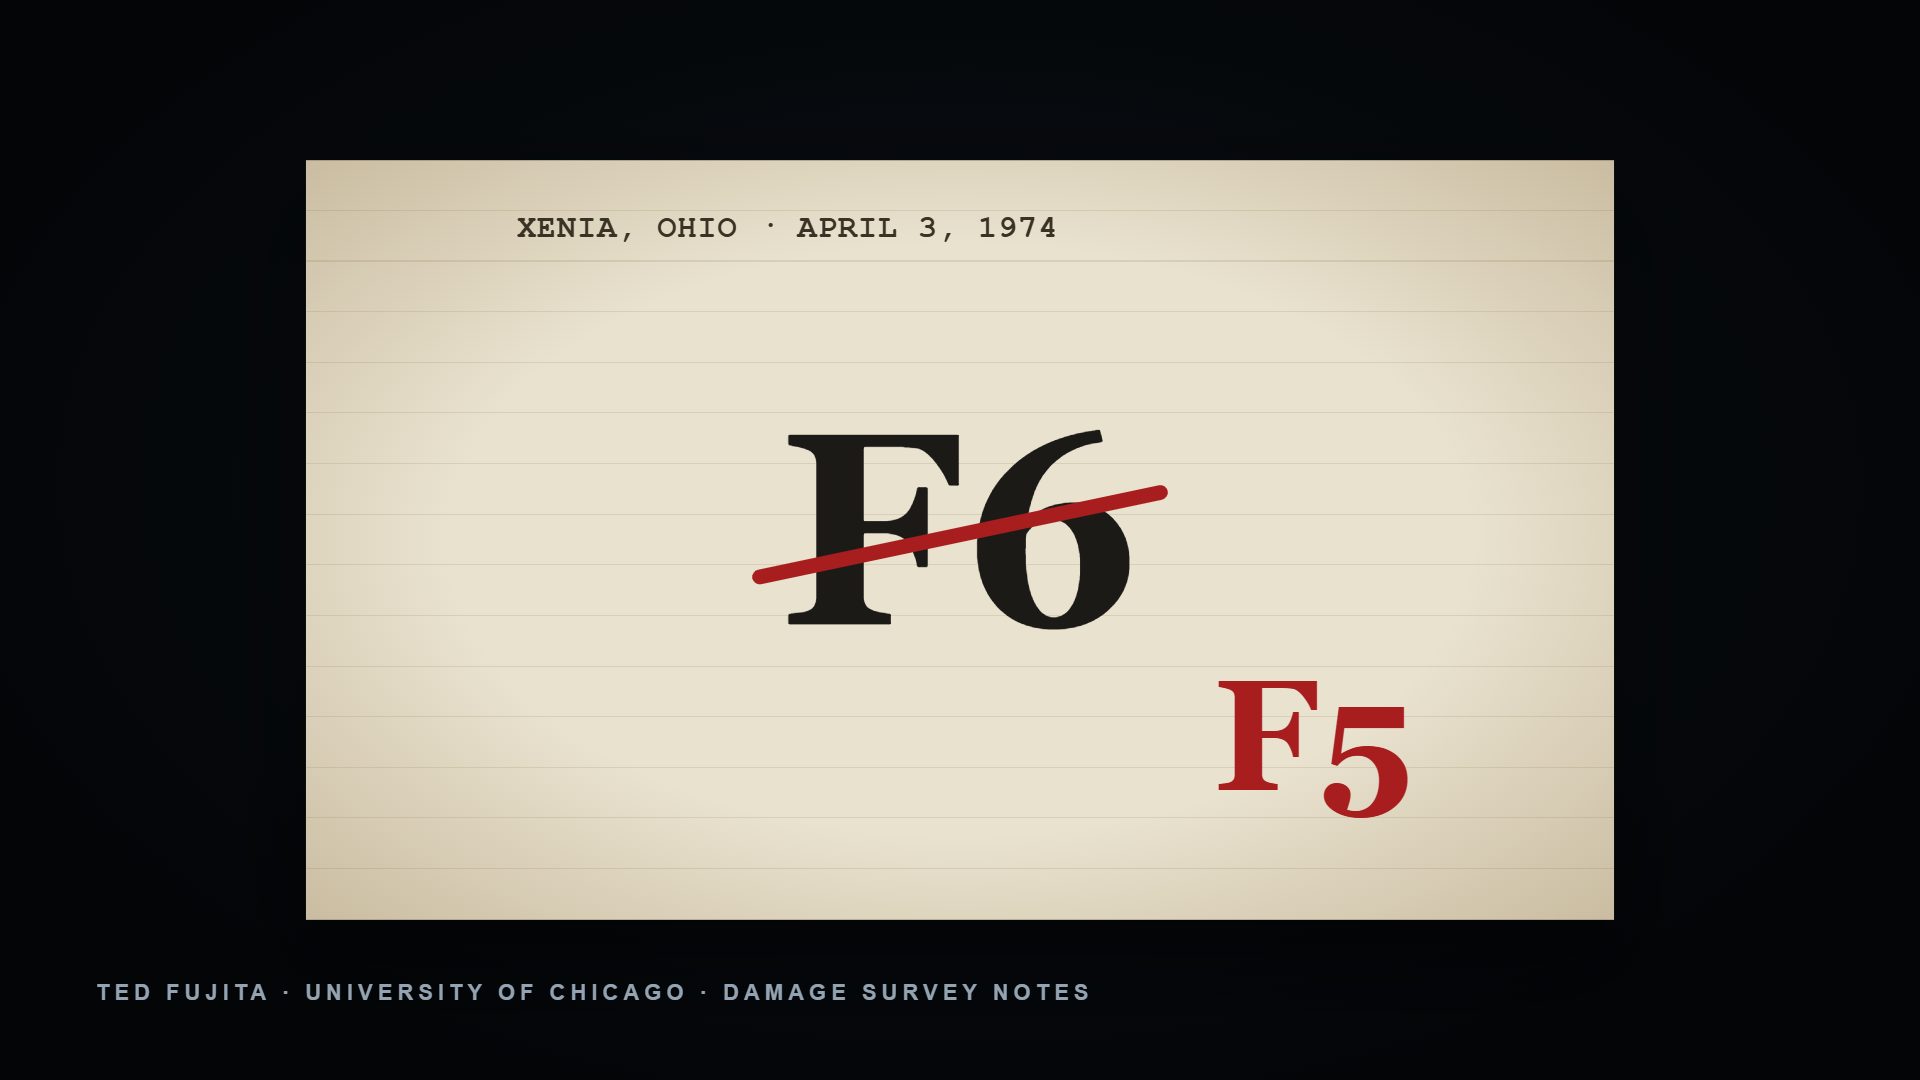 XENIA, OHIO · APRIL 3, 1974
F6
F5
TED FUJITA · UNIVERSITY OF CHICAGO · DAMAGE SURVEY NOTES